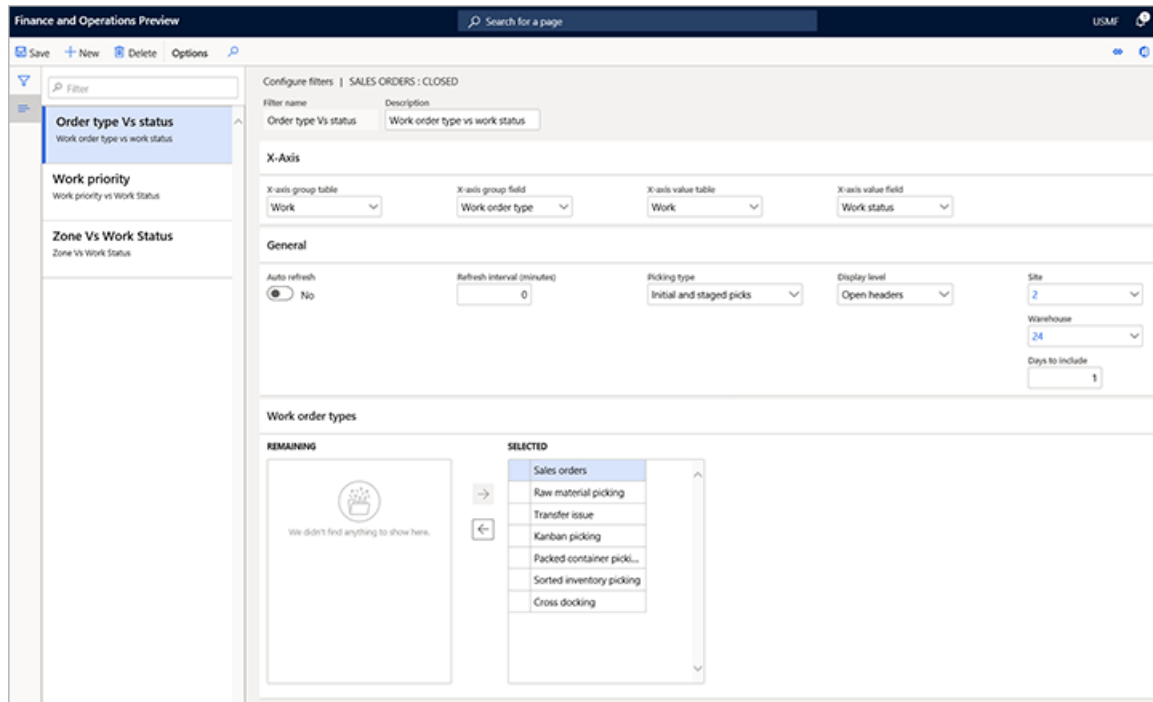 Finance and Operations Preview
Search for a page
USMF
Save New Delete Options
Filter
Order type Vs status
Work order type vs work status
Work priority
Work priority vs Work Status
Zone Vs Work Status
Zone Vs Work Status
Configure filters | SALES ORDERS : CLOSED
Filter name Description
Order type Vs status Work order type vs work status
X-Axis
X-axis group table X-axis group field X-axis value table X-axis value field
Work Work order type Work Work status
General
Auto refresh Refresh interval (minutes) Picking type Display level Site
No 0 Initial and staged picks Open headers 2
Warehouse
24
Days to include
1
Work order types
REMAINING SELECTED
We didn't find anything to show here.
Sales orders
Raw material picking
Transfer issue
Kanban picking
Packed container picki...
Sorted inventory picking
Cross docking